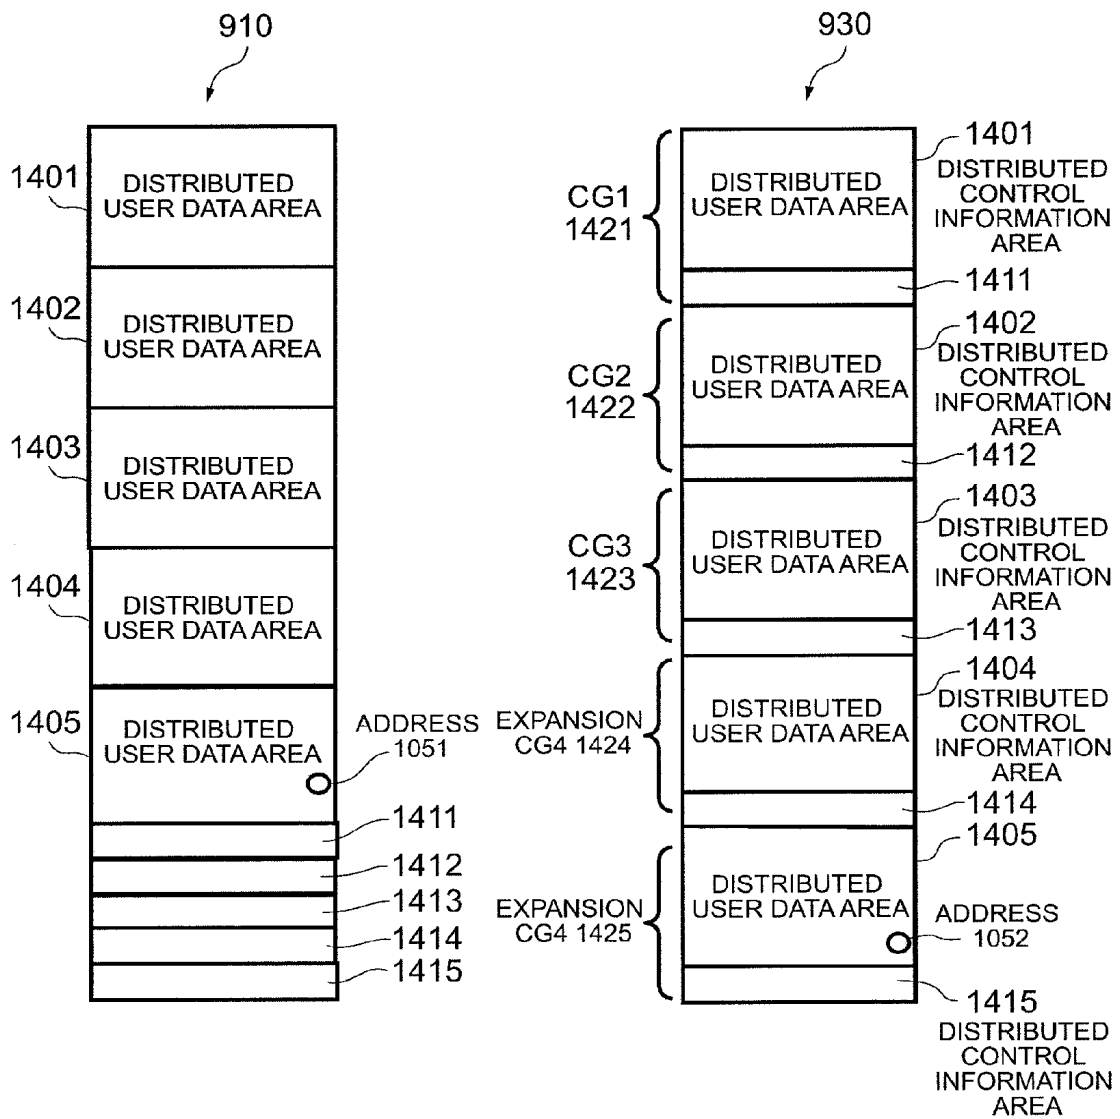 910
1401
DISTRIBUTED
USER DATA AREA
1402
DISTRIBUTED
USER DATA AREA
1403
DISTRIBUTED
USER DATA AREA
1404
DISTRIBUTED
USER DATA AREA
1405
DISTRIBUTED
USER DATA AREA
ADDRESS
1051
1411
1412
1413
1414
1415
930
CG1
1421
DISTRIBUTED
USER DATA AREA
1401
DISTRIBUTED
CONTROL
INFORMATION
AREA
1411
CG2
1422
DISTRIBUTED
USER DATA AREA
1402
DISTRIBUTED
CONTROL
INFORMATION
AREA
1412
CG3
1423
DISTRIBUTED
USER DATA AREA
1403
DISTRIBUTED
CONTROL
INFORMATION
AREA
1413
EXPANSION
CG4 1424
DISTRIBUTED
USER DATA AREA
1404
DISTRIBUTED
CONTROL
INFORMATION
AREA
1414
EXPANSION
CG4 1425
DISTRIBUTED
USER DATA AREA
1405
ADDRESS
1052
1415
DISTRIBUTED
CONTROL
INFORMATION
AREA